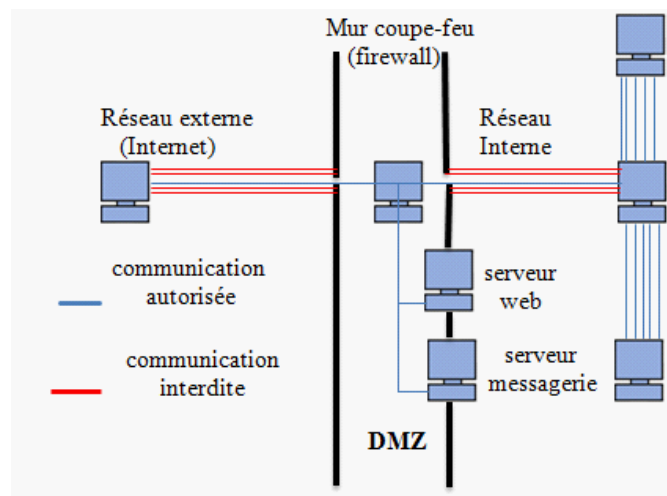 Mur coupe-feu
(firewall)
Réseau externe
(Internet)
Réseau
Interne
communication
autorisée
serveur
web
communication
interdite
serveur
messagerie
DMZ